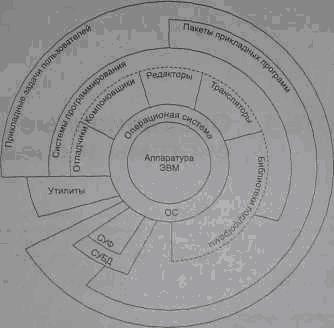 Прикладные задачи пользователей
Пакеты прикладных программ
Системы программирования
Отладчики
Компоновщики
Редакторы
Трансляторы
Библиотеки подпрограмм
Операционная система
Аппаратура
ЭВМ
Утилиты
ОС
СУФ
СУБД